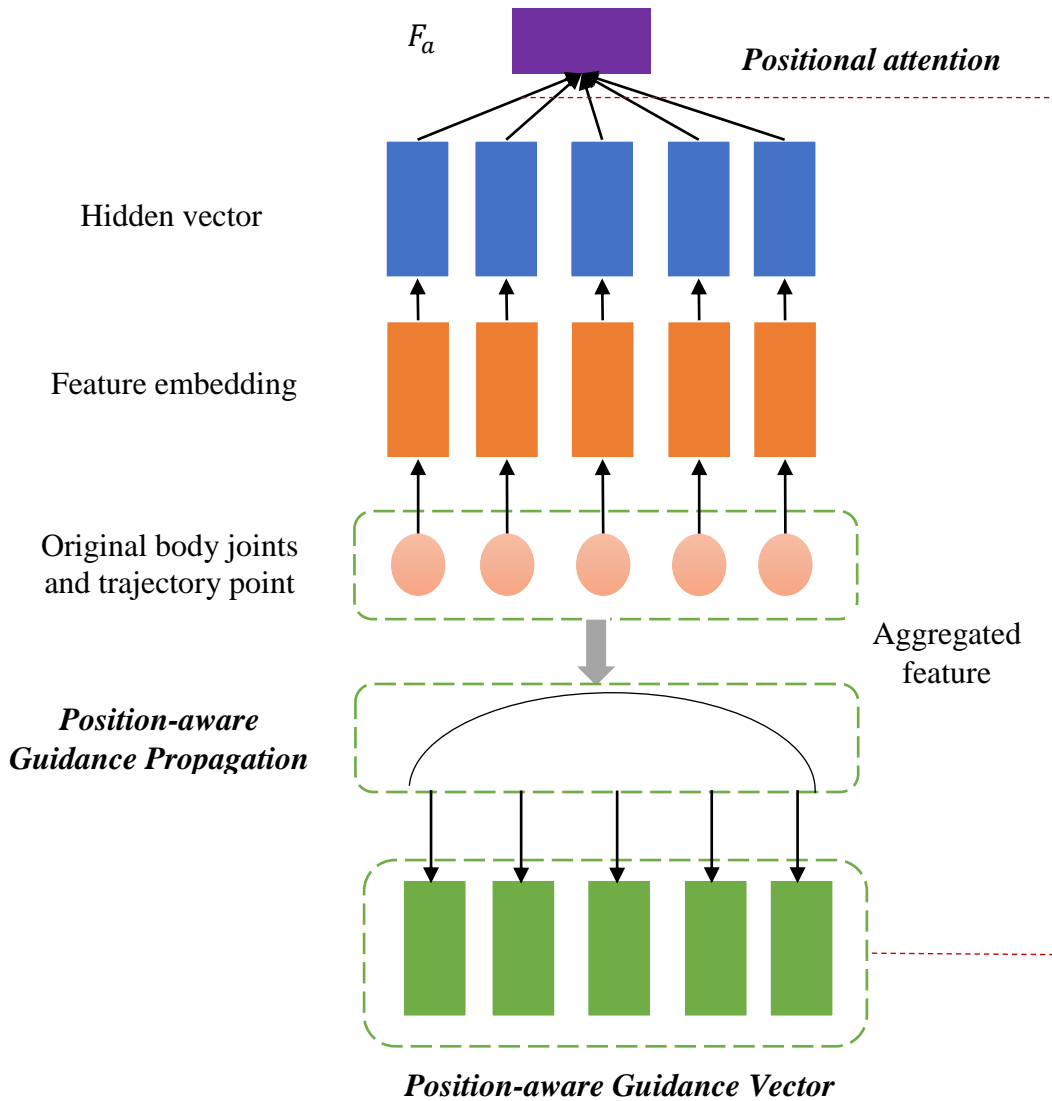 F_a
Positional attention
Hidden vector
Feature embedding
Original body joints
and trajectory point
Aggregated
feature
Position-aware
Guidance Propagation
Position-aware Guidance Vector